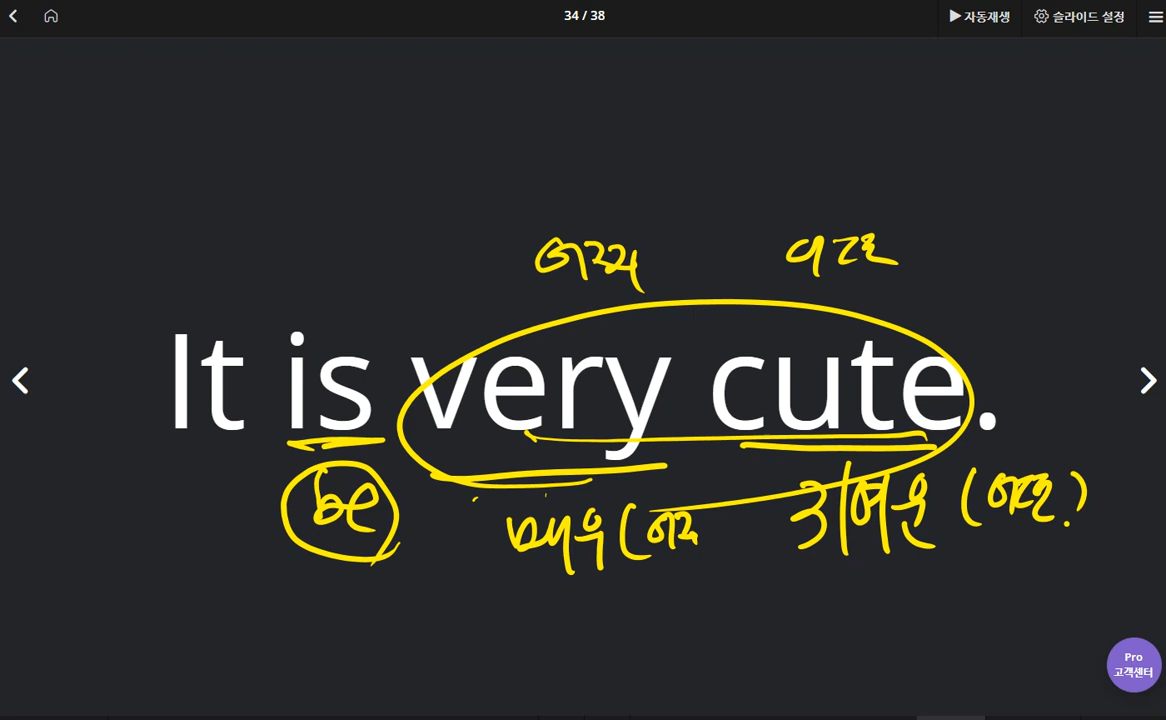 34 / 38
▶자동재생
슬라이드 설정
It is very cute.
be
매우 (
귀여운 (
Pro
고객센터